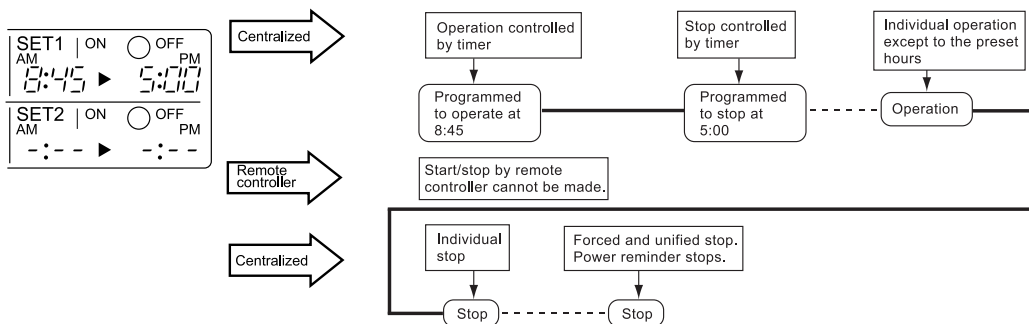 SET1 ON OFF
AM PM
8:45 ▶ 5:00
SET2 ON OFF
AM PM
-:-- ▶ -:--
Centralized
Operation controlled
by timer
Stop controlled
by timer
Individual operation
except to the preset
hours
Programmed
to operate at
8:45
Programmed
to stop at
5:00
Operation
Remote
controller
Start/stop by remote
controller cannot be made.
Centralized
Individual
stop
Forced and unified stop.
Power reminder stops.
Stop
Stop